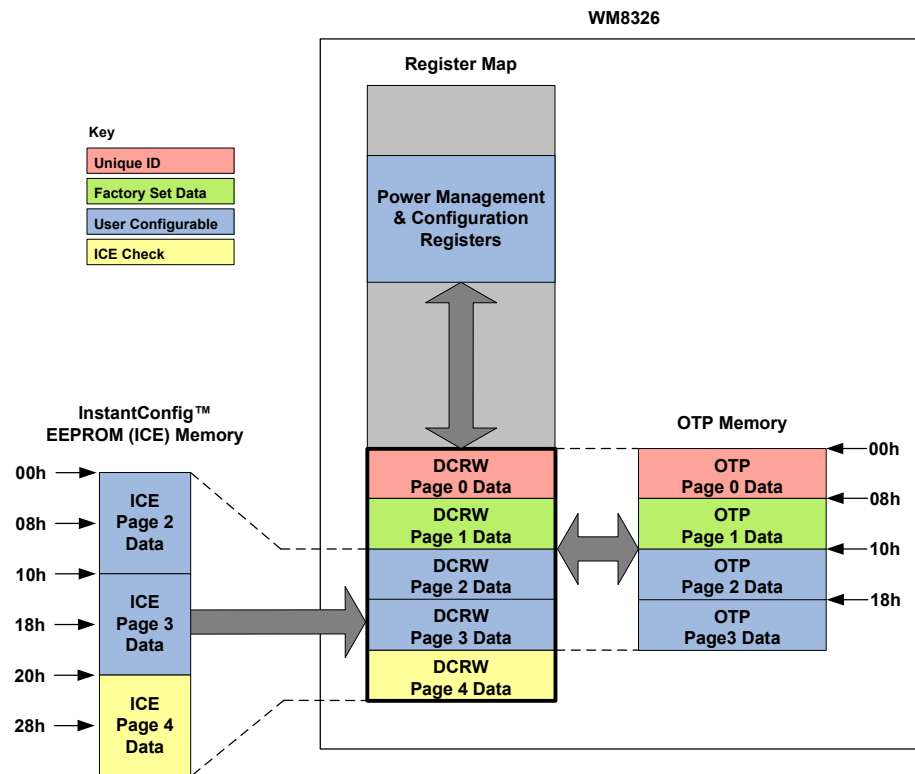 WM8326
Register Map
Key
Unique ID
Factory Set Data
User Configurable
ICE Check
Power Management
& Configuration
Registers
InstantConfig™
EEPROM (ICE) Memory
00h
08h
10h
18h
20h
28h
ICE
Page 2
Data
ICE
Page 3
Data
ICE
Page 4
Data
DCRW
Page 0 Data
DCRW
Page 1 Data
DCRW
Page 2 Data
DCRW
Page 3 Data
DCRW
Page 4 Data
OTP Memory
OTP
Page 0 Data
OTP
Page 1 Data
OTP
Page 2 Data
OTP
Page3 Data
00h
08h
10h
18h